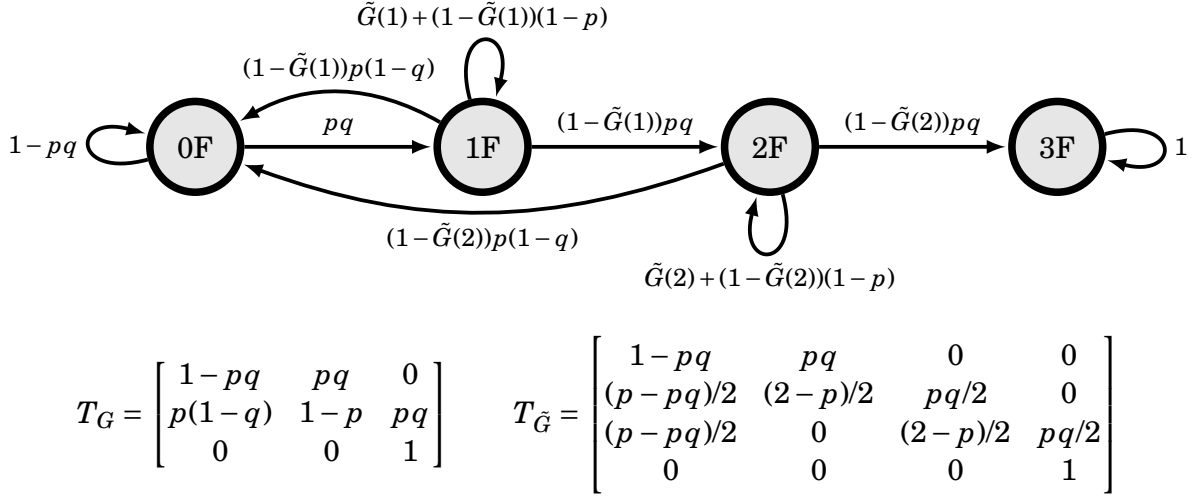 G̃(1) + (1 − G̃(1))(1 − p)
(1 − G̃(1))p(1 − q)
1 − pq
0F
pq
1F
(1 − G̃(1))pq
2F
(1 − G̃(2))pq
3F
1
(1 − G̃(2))p(1 − q)
G̃(2) + (1 − G̃(2))(1 − p)
T_G = [ 1 − pq pq 0
p(1 − q) 1 − p pq
0 0 1 ]
T_G̃ = [ 1 − pq pq 0 0
(p − pq)/2 (2 − p)/2 pq/2 0
(p − pq)/2 0 (2 − p)/2 pq/2
0 0 0 1 ]